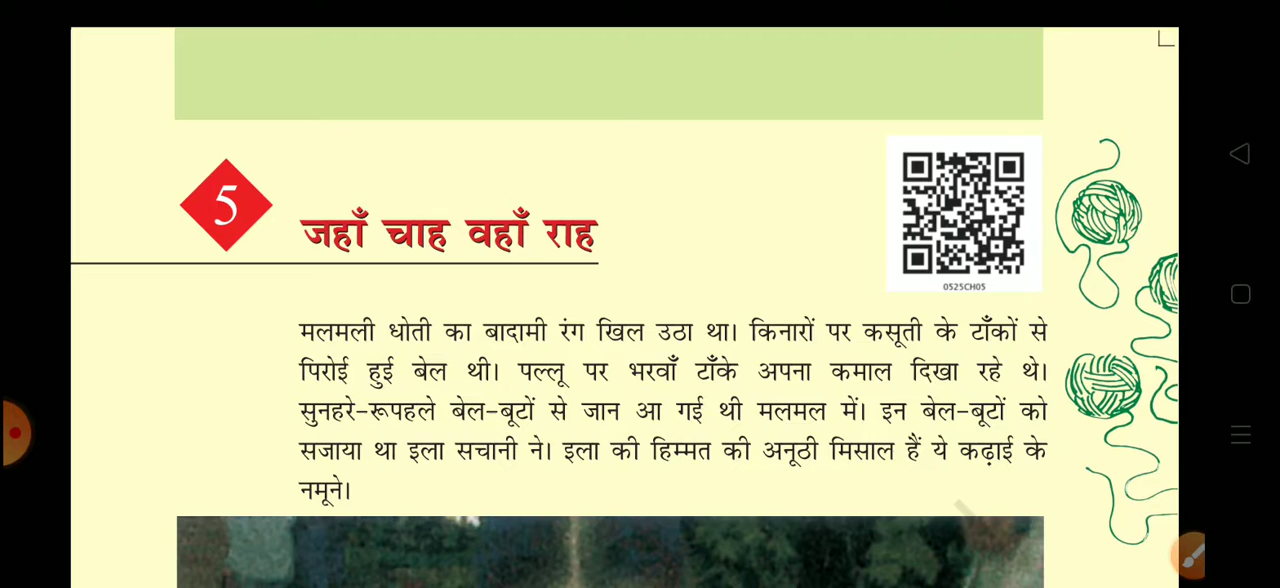 5
जहाँ चाह वहाँ राह
0525CH05
मलमली धोती का बादामी रंग खिल उठा था। किनारों पर कसूती के टाँकों से
पिरोई हुई बेल थी। पल्लू पर भरवाँ टाँके अपना कमाल दिखा रहे थे।
सुनहरे-रूपहले बेल-बूटों से जान आ गई थी मलमल में। इन बेल-बूटों को
सजाया था इला सचानी ने। इला की हिम्मत की अनूठी मिसाल हैं ये कढ़ाई के
नमूने।